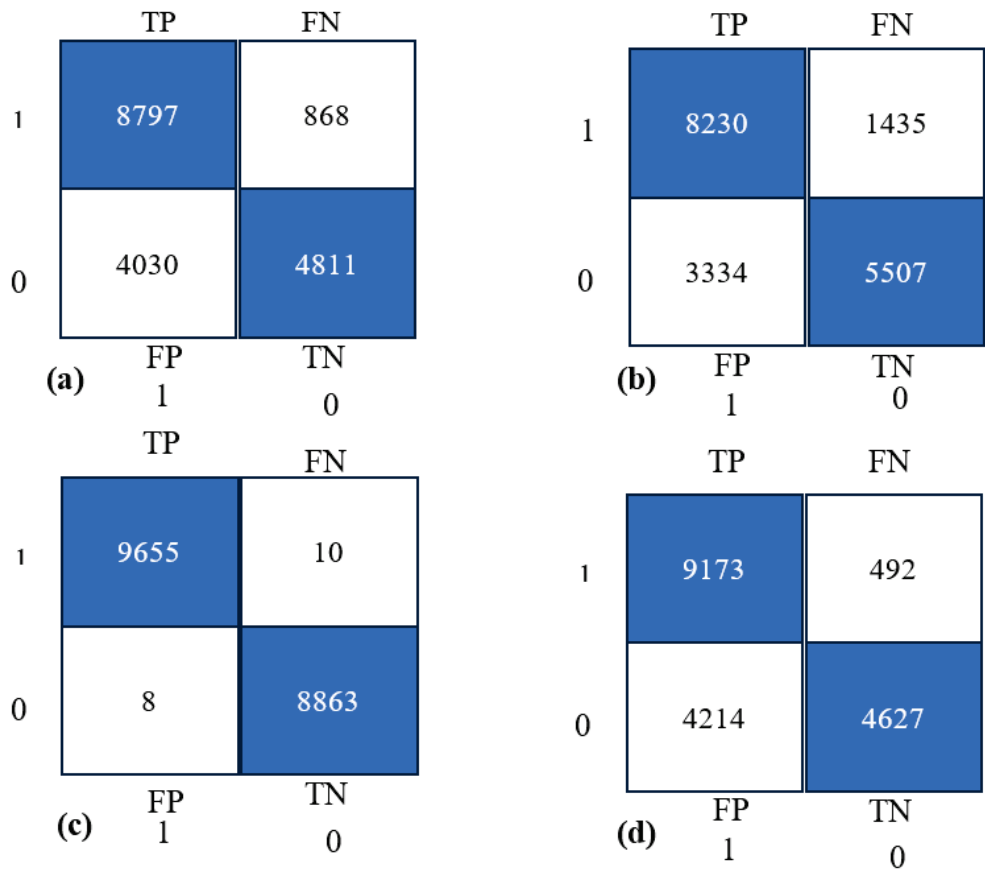 TP FN
1 8797 868
0 4030 4811
FP TN
(a) 1 0
TP FN
1 8230 1435
0 3334 5507
FP TN
(b) 1 0
TP FN
1 9655 10
0 8 8863
FP TN
(c) 1 0
TP FN
1 9173 492
0 4214 4627
FP TN
(d) 1 0